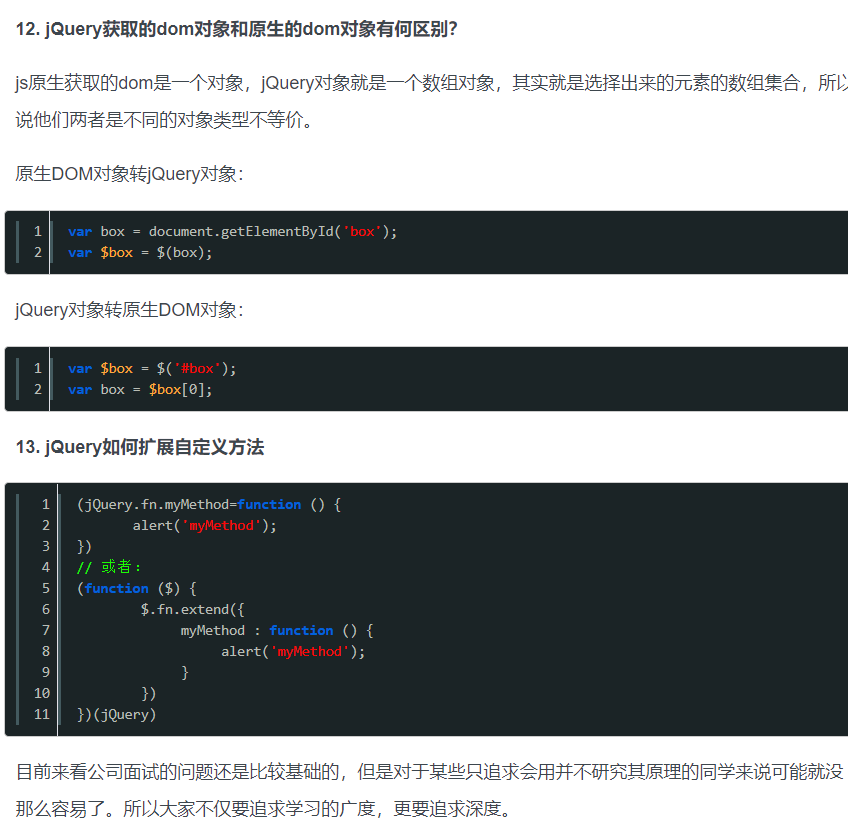 12. jQuery获取的dom对象和原生的dom对象有何区别？
js原生获取的dom是一个对象，jQuery对象就是一个数组对象，其实就是选择出来的元素的数组集合，所以
说他们两者是不同的对象类型不等价。
原生DOM对象转jQuery对象：
1 var box = document.getElementById('box');
2 var $box = $(box);
jQuery对象转原生DOM对象：
1 var $box = $('#box');
2 var box = $box[0];
13. jQuery如何扩展自定义方法
1 (jQuery.fn.myMethod=function () {
2 alert('myMethod');
3 })
4 // 或者：
5 (function ($) {
6 $.fn.extend({
7 myMethod : function () {
8 alert('myMethod');
9 }
10 })
11 })(jQuery)
目前来看公司面试的问题还是比较基础的，但是对于某些只追求会用并不研究其原理的同学来说可能就没
那么容易了。所以大家不仅要追求学习的广度，更要追求深度。